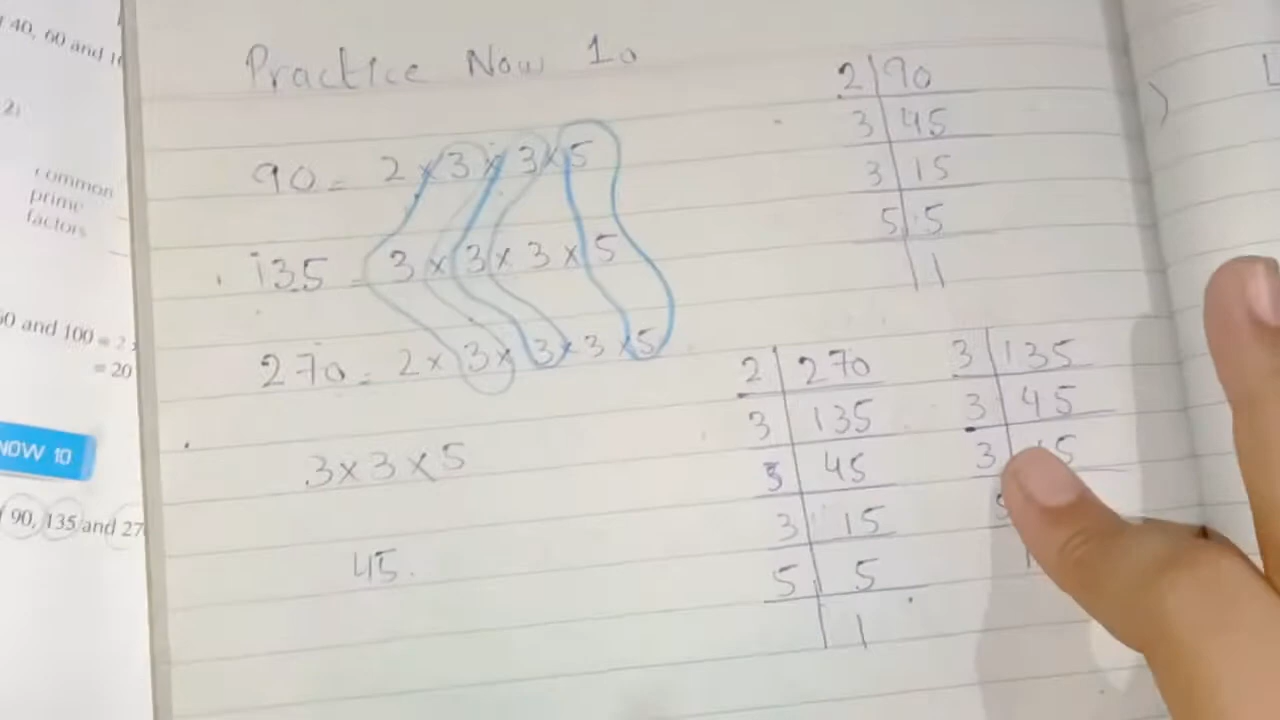 40, 60 and 1
2)
common
prime
factors
0 and 100 = 2
= 20
NOW 10
90, 135 and 27
Practice Now 10
90 = 2 x 3 x 3 x 5
135 = 3 x 3 x 3 x 5
270 = 2 x 3 x 3 x 3 x 5
3 x 3 x 5
45.
2 | 90
3 | 45
3 | 15
5 | 5
| 1
2 | 270
3 | 135
3 | 45
3 | 15
5 | 5
| 1
3 | 135
3 | 45
3 | 15
5
L